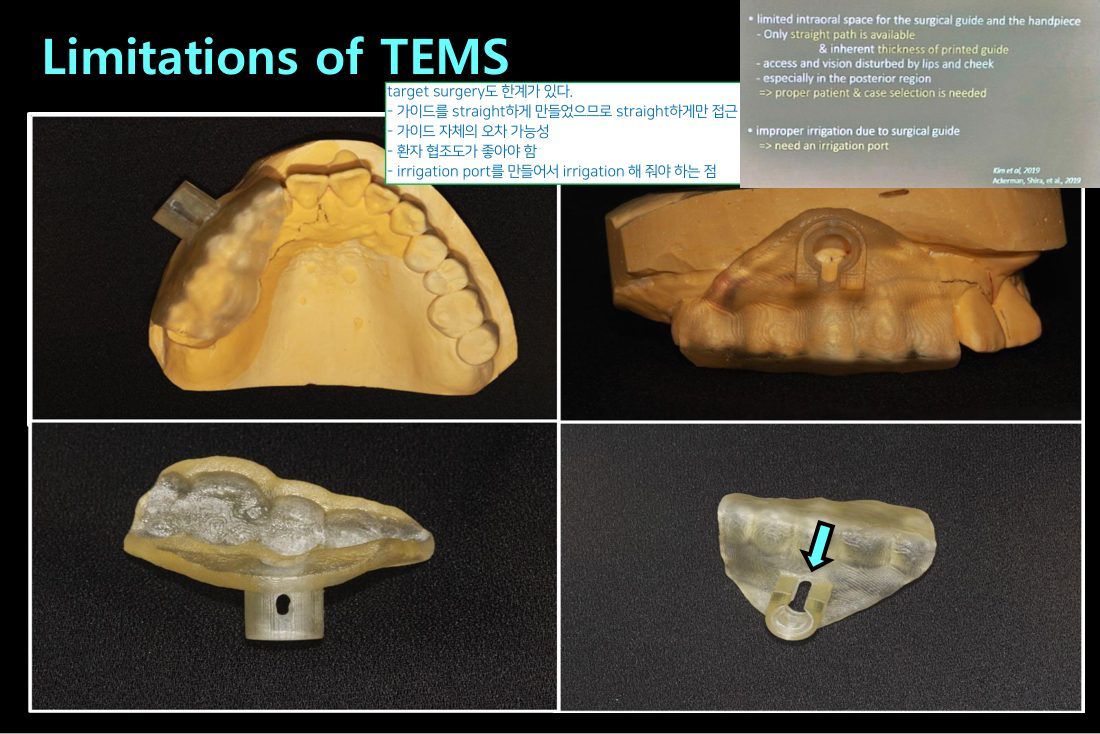 Limitations of TEMS
target surgery도 한계가 있다.
- 가이드를 straight하게 만들었으므로 straight하게만 접근
- 가이드 자체의 오차 가능성
- 환자 협조도가 좋아야 함
- irrigation port를 만들어서 irrigation 해 줘야 하는 점
• limited intraoral space for the surgical guide and the handpiece
- Only straight path is available
& inherent thickness of printed guide
- access and vision disturbed by lips and cheek
- especially in the posterior region
=> proper patient & case selection is needed
• improper irrigation due to surgical guide
=> need an irrigation port
Kim et al, 2019
Ackerman, Shira, et al., 2019